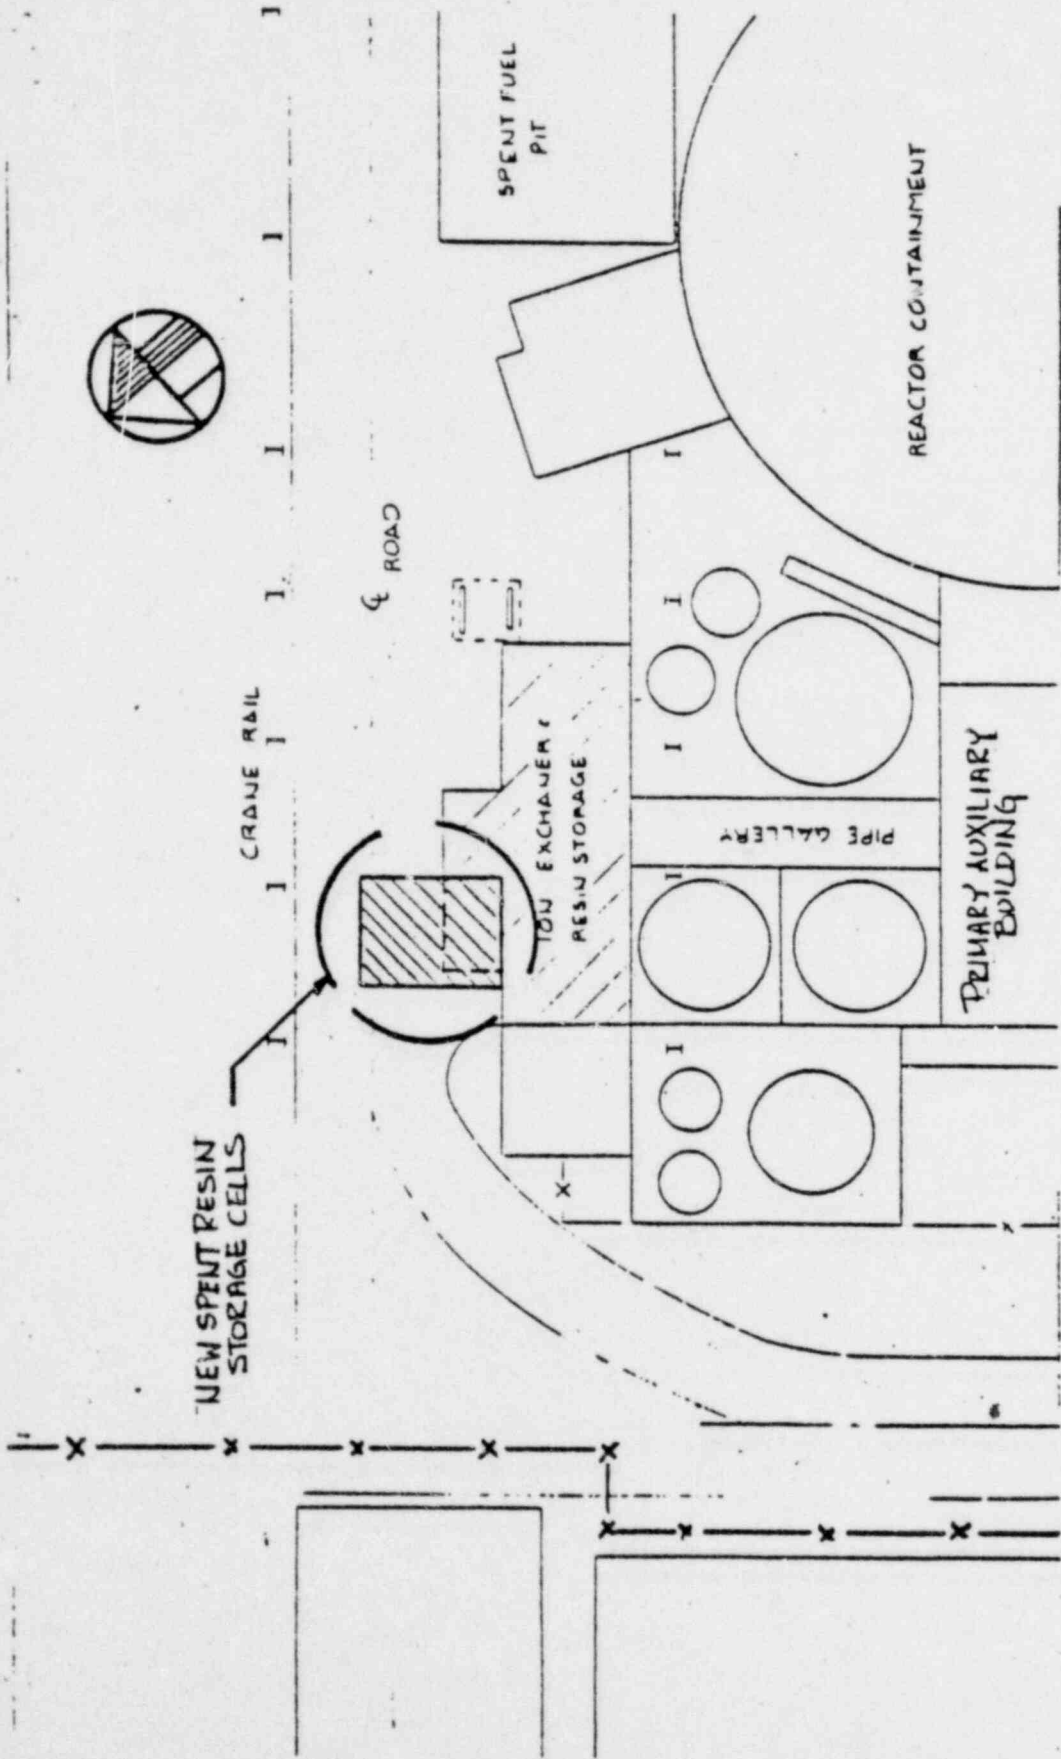 SPENT FUEL
PIT
REACTOR CONTAINMENT
℄ ROAD
CRANE RAIL
ION EXCHANER &
RESIN STORAGE
PIPE GALLERY
PRIMARY AUXILIARY
BUILDING
NEW SPENT RESIN
STORAGE CELLS